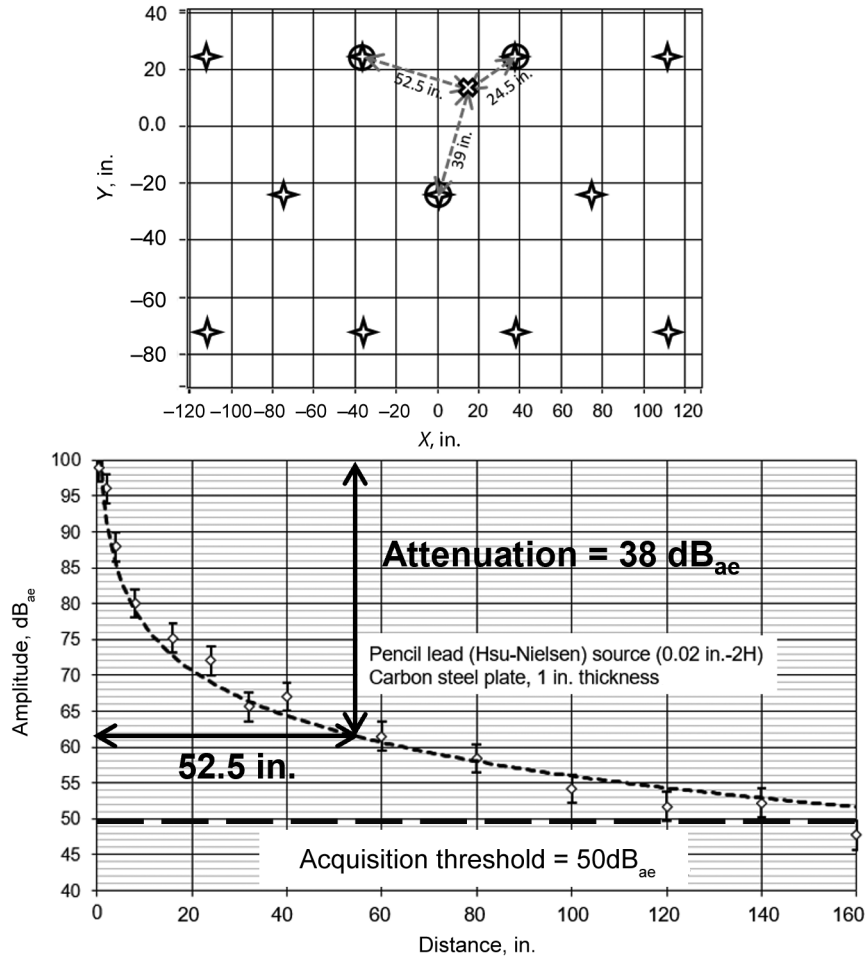 40
20
0.0
–20
–40
–60
–80
Y, in.
52.5 in.
24.5 in.
39 in.
–120 –100 –80 –60 –40 –20 0 20 40 60 80 100 120
X, in.
100
95
90
85
80
75
70
65
60
55
50
45
40
Amplitude, dBae
Attenuation = 38 dBae
Pencil lead (Hsu-Nielsen) source (0.02 in.-2H)
Carbon steel plate, 1 in. thickness
52.5 in.
Acquisition threshold = 50dBae
0 20 40 60 80 100 120 140 160
Distance, in.